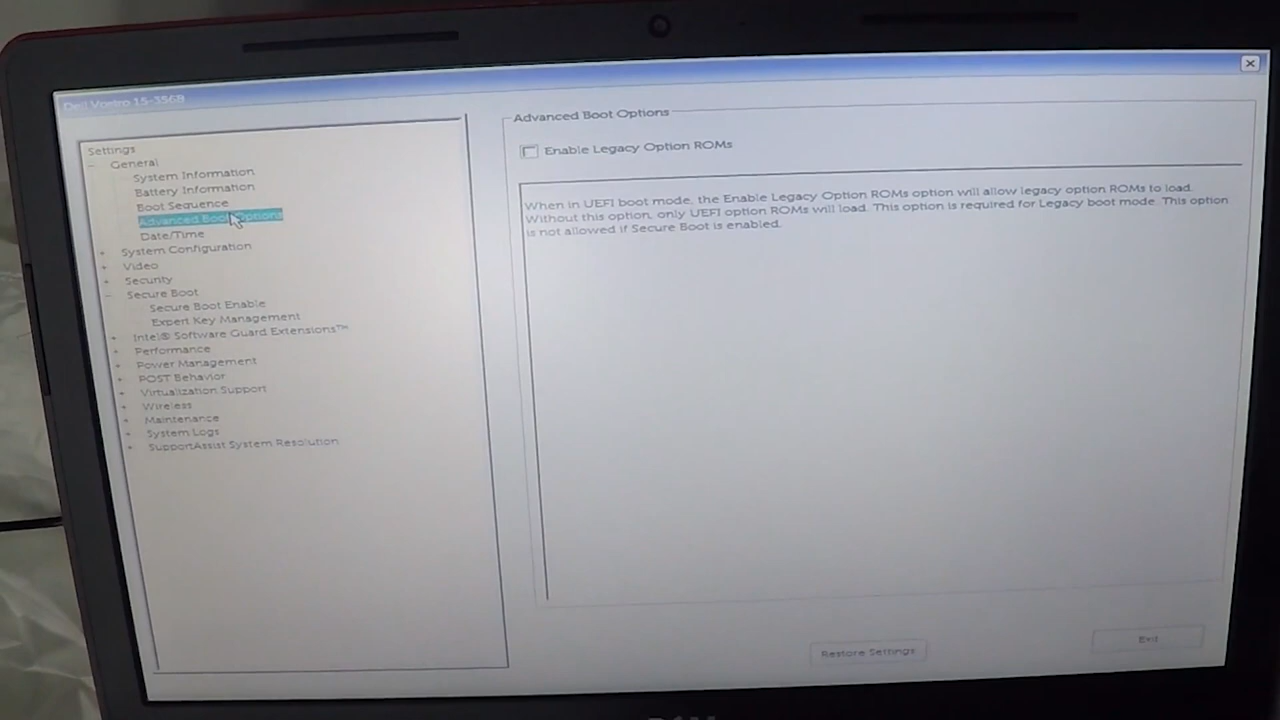 Dell Vostro 15-3568
Settings
General
System Information
Battery Information
Boot Sequence
Advanced Boot Options
Date/Time
System Configuration
Video
Security
Secure Boot
Secure Boot Enable
Expert Key Management
Intel® Software Guard Extensions™
Performance
Power Management
POST Behavior
Virtualization Support
Wireless
Maintenance
System Logs
SupportAssist System Resolution
Advanced Boot Options
Enable Legacy Option ROMs
When in UEFI boot mode, the Enable Legacy Option ROMs option will allow legacy option ROMs to load.
Without this option, only UEFI option ROMs will load. This option is required for Legacy boot mode. This option
is not allowed if Secure Boot is enabled.
Restore Settings
Exit